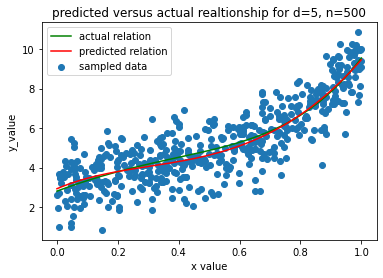 predicted versus actual realtionship for d=5, n=500
actual relation
predicted relation
sampled data
10
8
6
4
2
y_value
0.0 0.2 0.4 0.6 0.8 1.0
x value